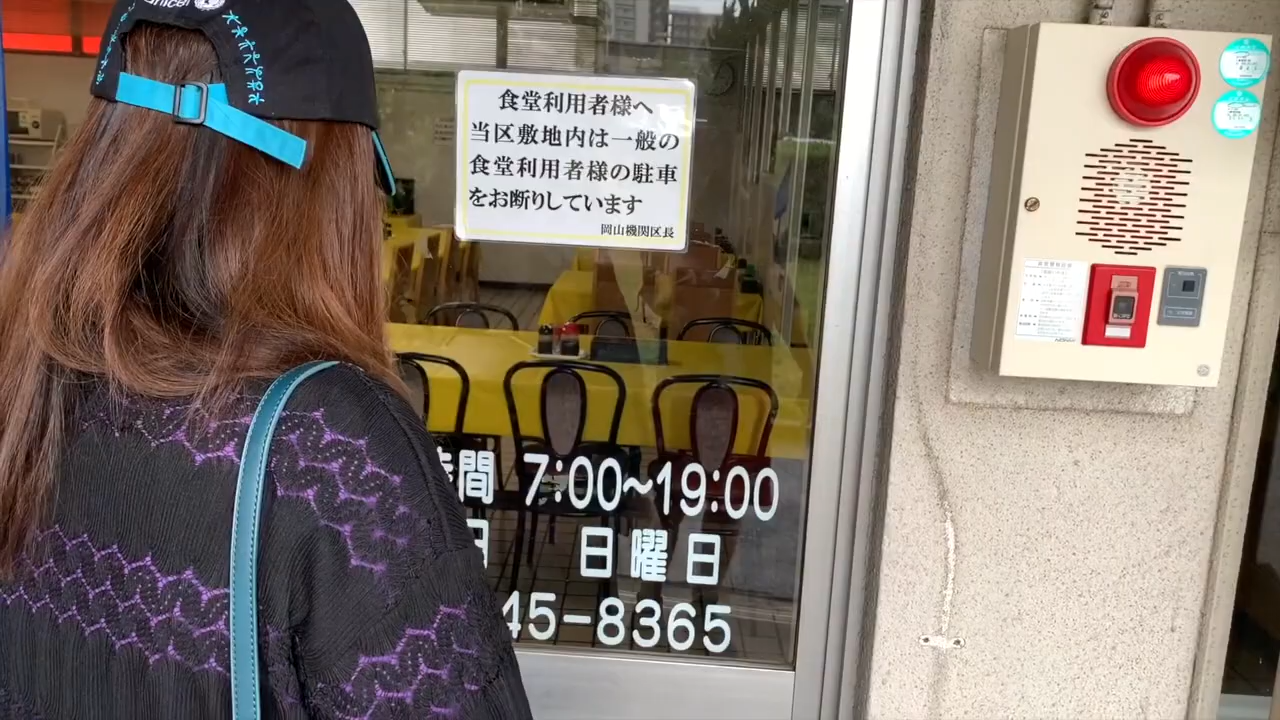 食堂利用者様へ
当区敷地内は一般の
食堂利用者様の駐車
をお断りしています
岡山機関区長
時間 7:00~19:00
日 日曜日
45-8365